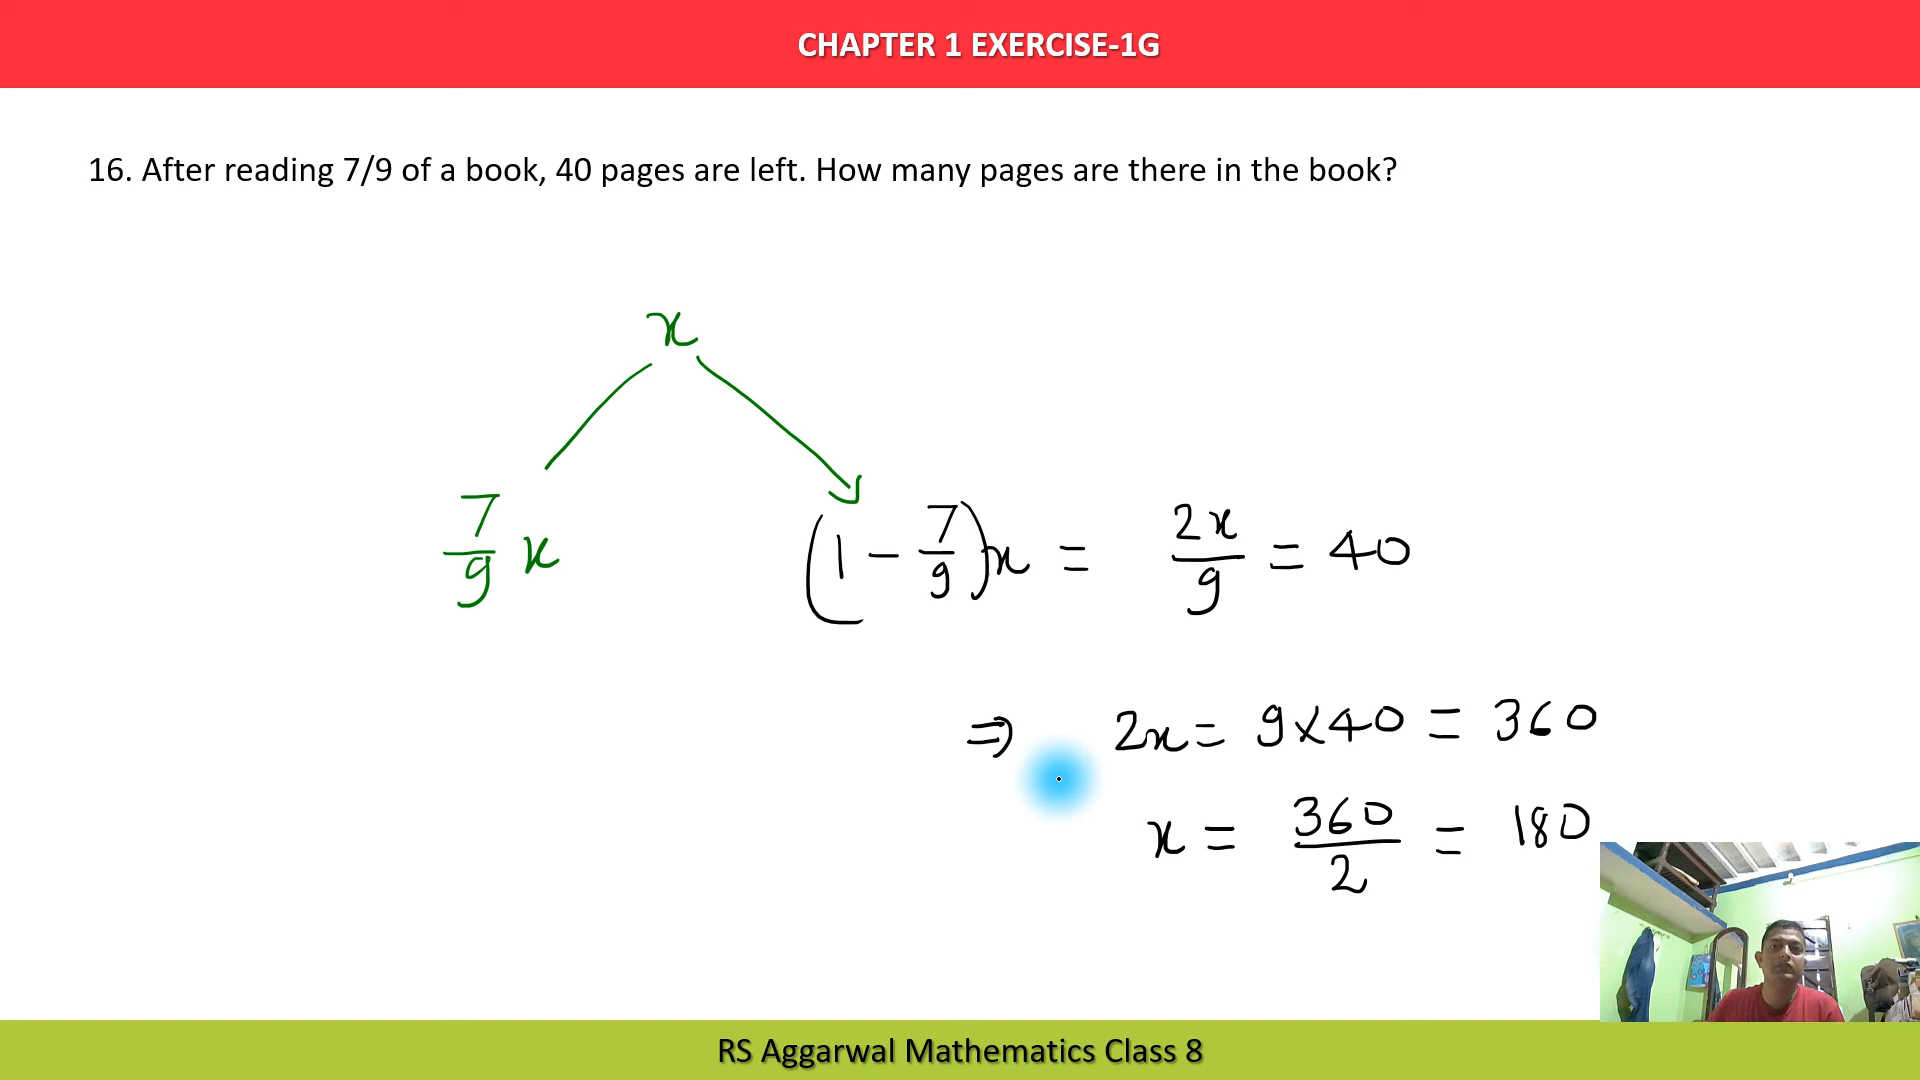 CHAPTER 1 EXERCISE-1G
16. After reading 7/9 of a book, 40 pages are left. How many pages are there in the book?
x
7/9 x
(1 - 7/9)x = 2x/9 = 40
⇒ 2x = 9x40 = 360
x = 360/2 = 180
RS Aggarwal Mathematics Class 8